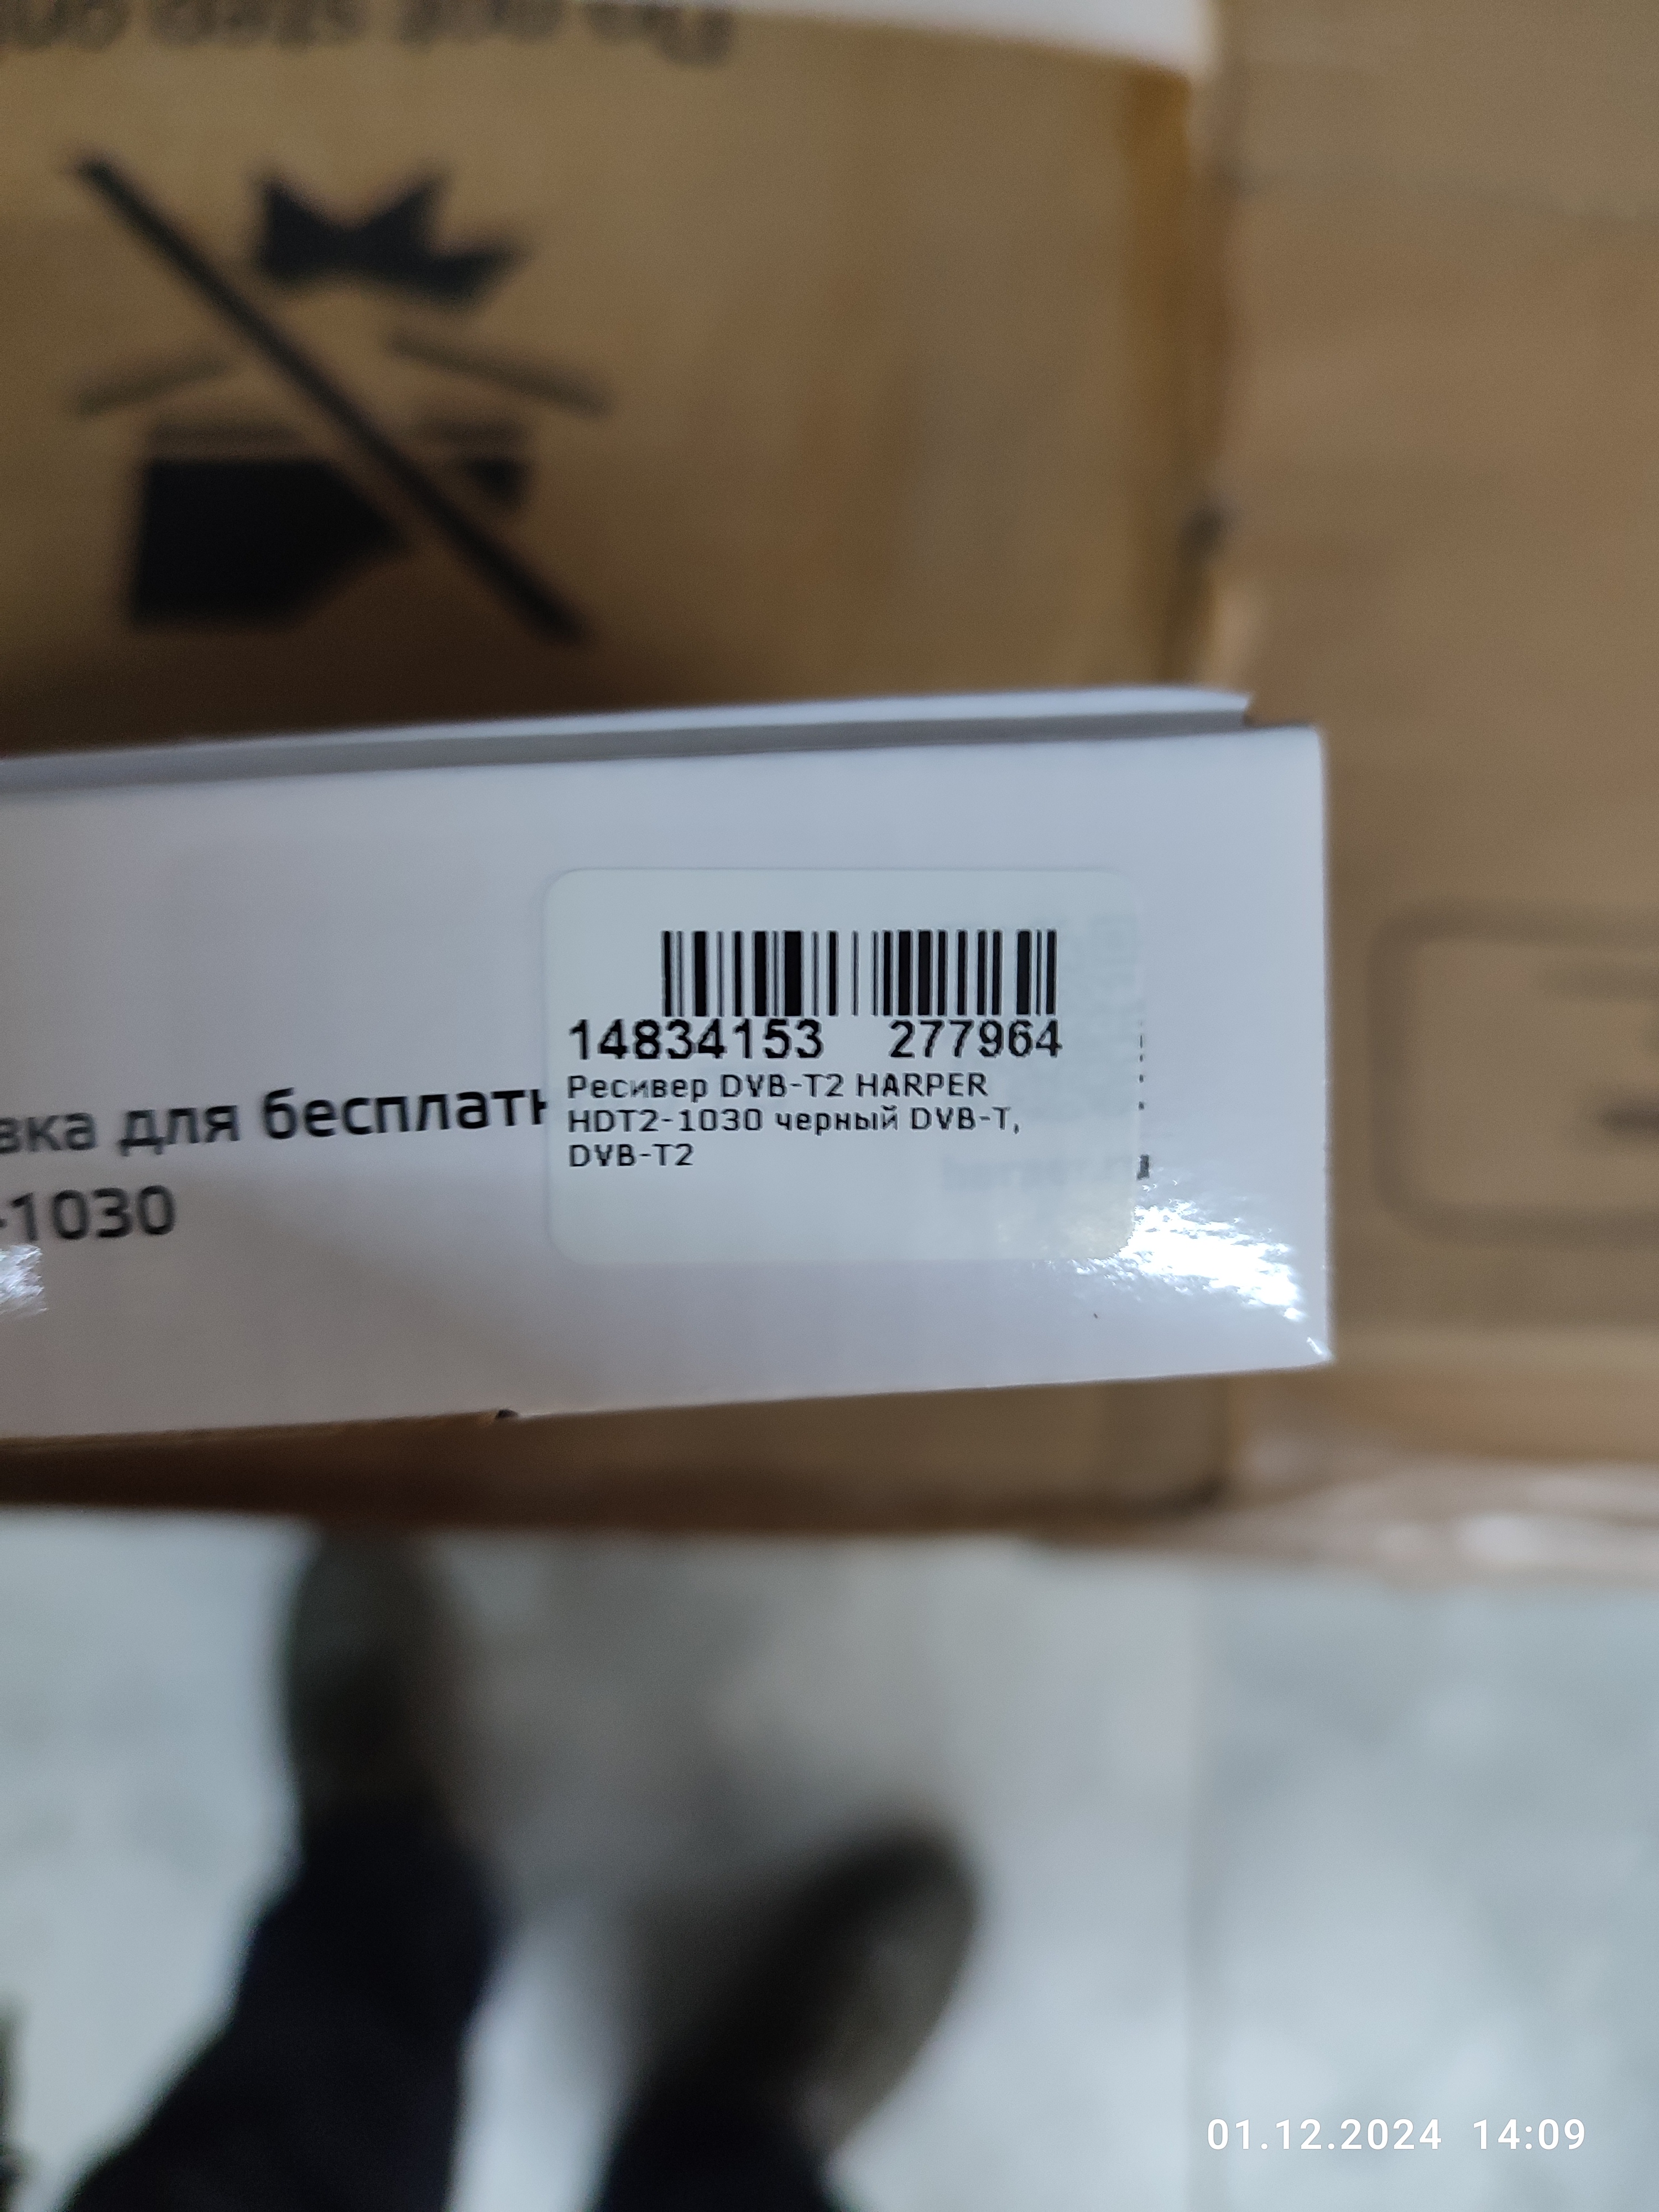 14834153 277964
Ресивер DVB-T2 HARPER
HDT2-1030 черный DVB-T,
DVB-T2
для бесплатн
-1030
01.12.2024 14:09